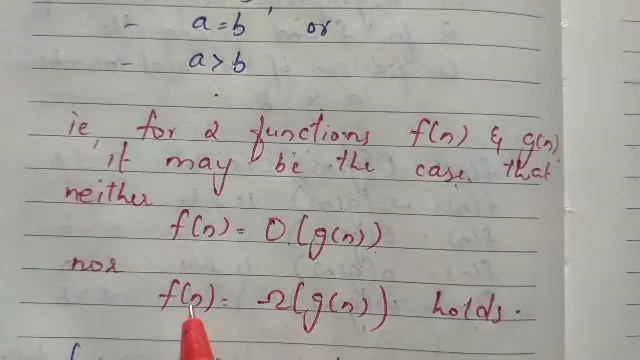 - a = b or
- a > b
ie, for 2 functions f(n) & g(n),
it may be the case that
neither
f(n) = O(g(n))
nor
f(n) = Ω(g(n)) holds.